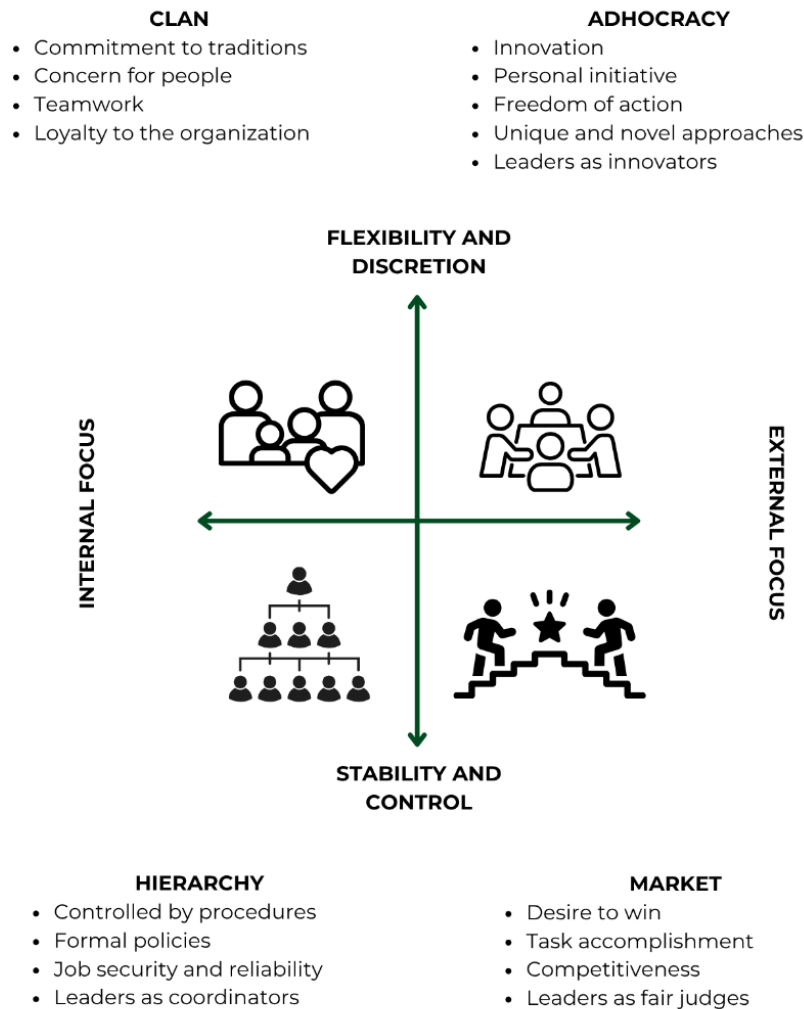 CLAN
• Commitment to traditions
• Concern for people
• Teamwork
• Loyalty to the organization
ADHOCRACY
• Innovation
• Personal initiative
• Freedom of action
• Unique and novel approaches
• Leaders as innovators
FLEXIBILITY AND
DISCRETION
INTERNAL FOCUS
EXTERNAL FOCUS
STABILITY AND
CONTROL
HIERARCHY
• Controlled by procedures
• Formal policies
• Job security and reliability
• Leaders as coordinators
MARKET
• Desire to win
• Task accomplishment
• Competitiveness
• Leaders as fair judges